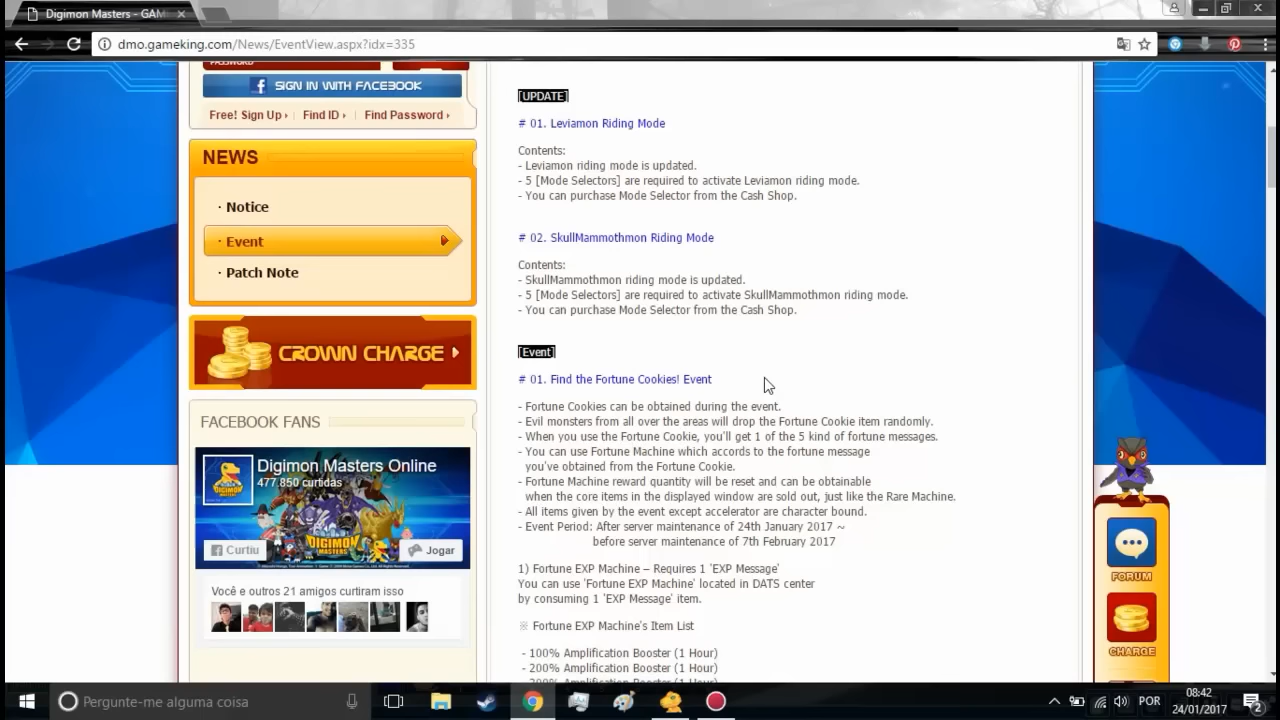 Digimon Masters - GAM
dmo.gameking.com/News/EventView.aspx?idx=335
PASSWORD
SIGN IN WITH FACEBOOK
Free! Sign Up
Find ID
Find Password
NEWS
· Notice
· Event
· Patch Note
CROWN CHARGE
FACEBOOK FANS
Digimon Masters Online
477.850 curtidas
DIGIMON MASTERS
DIGIMON
MASTERS
Curtiu
Jogar
Você e outros 21 amigos curtiram isso
[UPDATE]
# 01. Leviamon Riding Mode
Contents:
- Leviamon riding mode is updated.
- 5 [Mode Selectors] are required to activate Leviamon riding mode.
- You can purchase Mode Selector from the Cash Shop.
# 02. SkullMammothmon Riding Mode
Contents:
- SkullMammothmon riding mode is updated.
- 5 [Mode Selectors] are required to activate SkullMammothmon riding mode.
- You can purchase Mode Selector from the Cash Shop.
[Event]
# 01. Find the Fortune Cookies! Event
- Fortune Cookies can be obtained during the event.
- Evil monsters from all over the areas will drop the Fortune Cookie item randomly.
- When you use the Fortune Cookie, you'll get 1 of the 5 kind of fortune messages.
- You can use Fortune Machine which accords to the fortune message
you've obtained from the Fortune Cookie.
- Fortune Machine reward quantity will be reset and can be obtainable
when the core items in the displayed window are sold out, just like the Rare Machine.
- All items given by the event except accelerator are character bound.
- Event Period: After server maintenance of 24th January 2017 ~
before server maintenance of 7th February 2017
1) Fortune EXP Machine – Requires 1 'EXP Message'
You can use 'Fortune EXP Machine' located in DATS center
by consuming 1 'EXP Message' item.
※ Fortune EXP Machine's Item List
- 100% Amplification Booster (1 Hour)
- 200% Amplification Booster (1 Hour)
FORUM
CHARGE
Pergunte-me alguma coisa
POR
08:42
24/01/2017
2